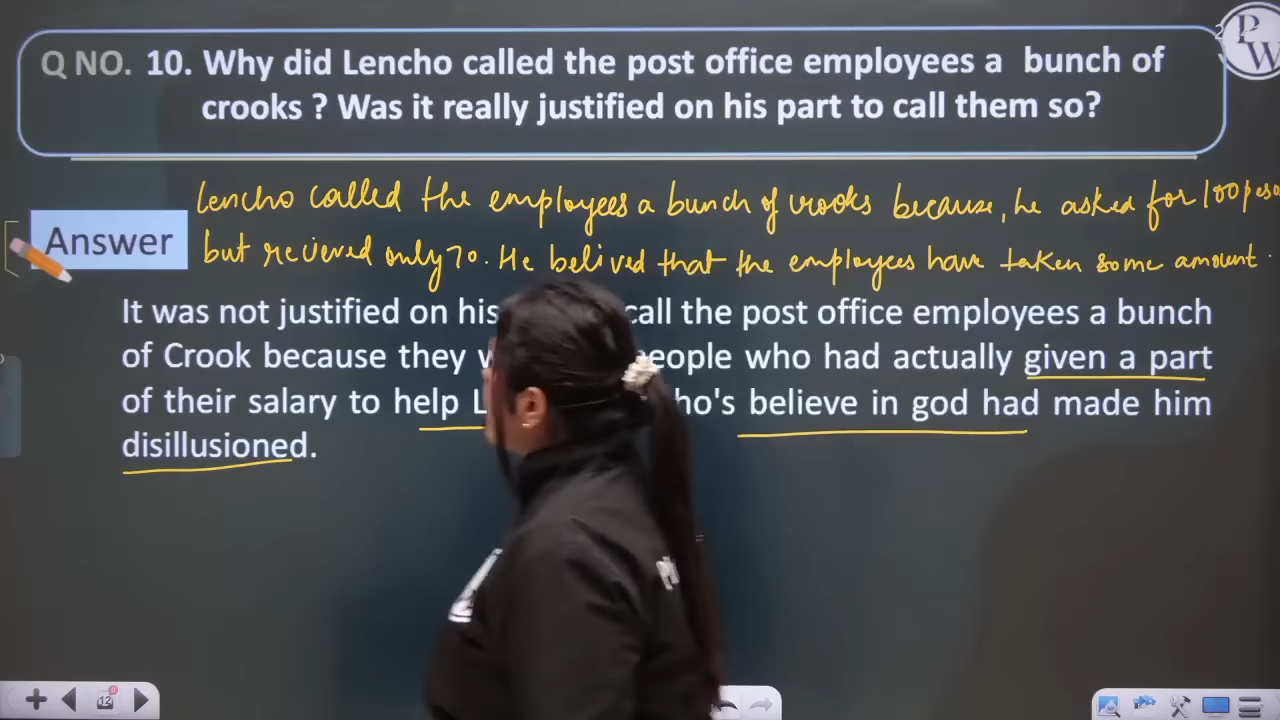 Q NO. 10. Why did Lencho called the post office employees a bunch of
crooks ? Was it really justified on his part to call them so?
PW
Lencho called the employees a bunch of crooks because, he asked for 100 peso
Answer
but recieved only 70. He belived that the employees have taken some amount.
It was not justified on his call the post office employees a bunch
of Crook because they people who had actually given a part
of their salary to help believe in god had made him
disillusioned.
12